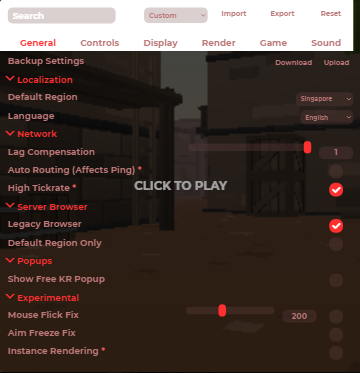 Search
Custom
Import
Export
Reset
General
Controls
Display
Render
Game
Sound
Backup Settings
Download
Upload
Localization
Default Region
Singapore
Language
English
Network
Lag Compensation
1
Auto Routing (Affects Ping) *
High Tickrate *
CLICK TO PLAY
Server Browser
Legacy Browser
Default Region Only
Popups
Show Free KR Popup
Experimental
Mouse Flick Fix
200
Aim Freeze Fix
Instance Rendering *